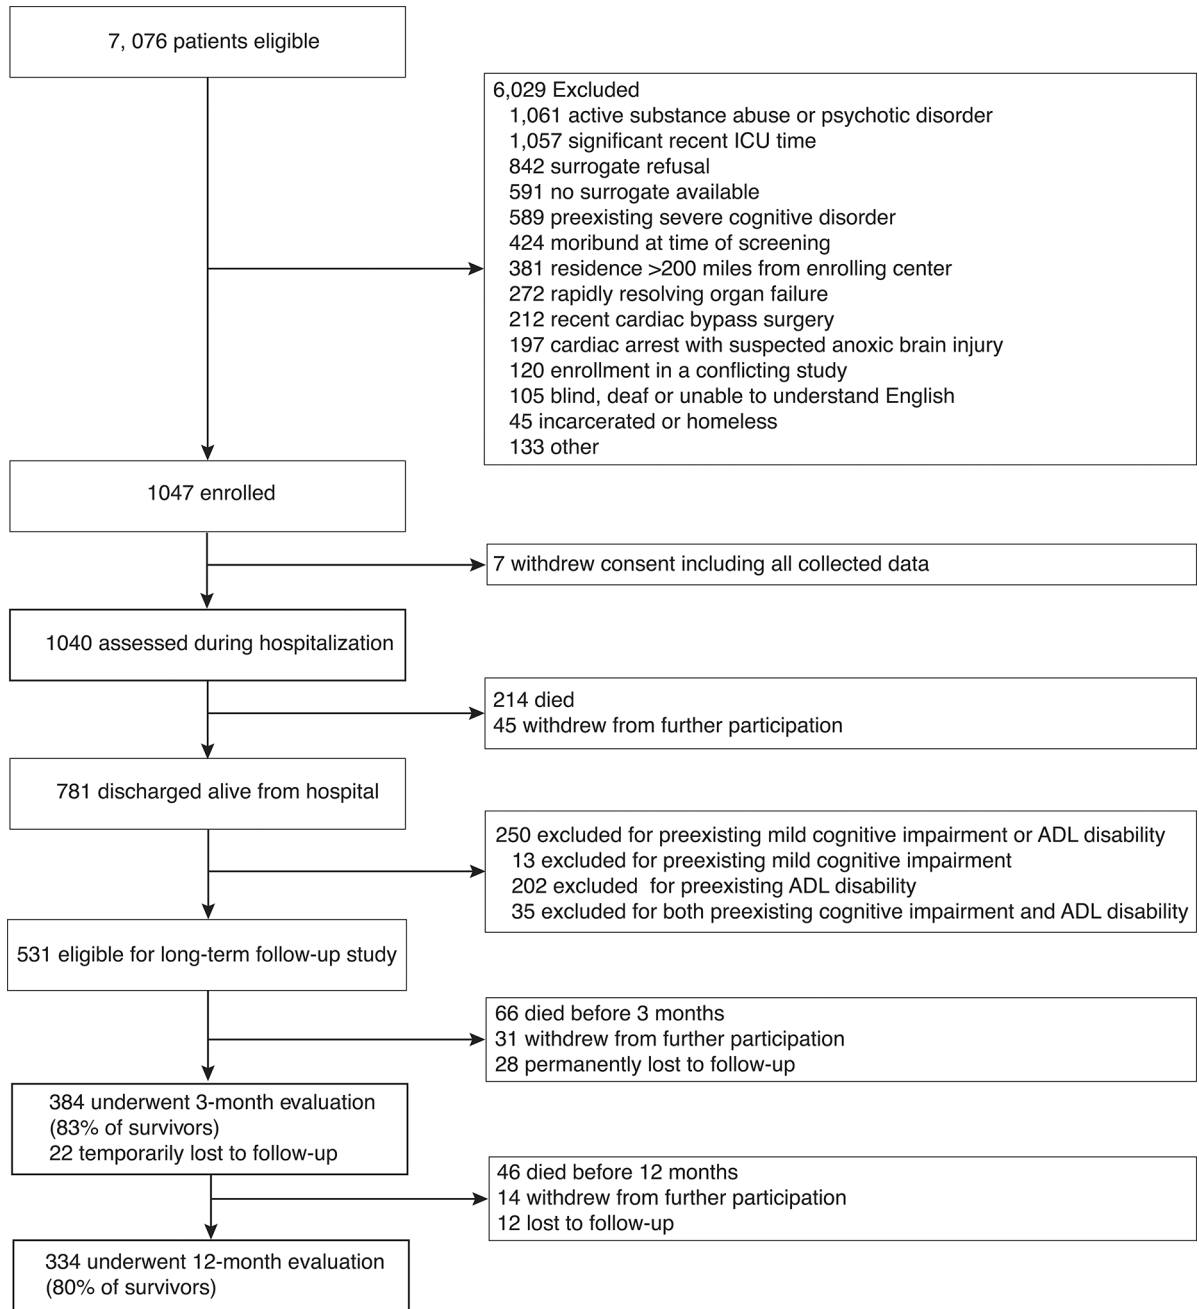 7, 076 patients eligible
6,029 Excluded
1,061 active substance abuse or psychotic disorder
1,057 significant recent ICU time
842 surrogate refusal
591 no surrogate available
589 preexisting severe cognitive disorder
424 moribund at time of screening
381 residence >200 miles from enrolling center
272 rapidly resolving organ failure
212 recent cardiac bypass surgery
197 cardiac arrest with suspected anoxic brain injury
120 enrollment in a conflicting study
105 blind, deaf or unable to understand English
45 incarcerated or homeless
133 other
1047 enrolled
7 withdrew consent including all collected data
1040 assessed during hospitalization
214 died
45 withdrew from further participation
781 discharged alive from hospital
250 excluded for preexisting mild cognitive impairment or ADL disability
13 excluded for preexisting mild cognitive impairment
202 excluded for preexisting ADL disability
35 excluded for both preexisting cognitive impairment and ADL disability
531 eligible for long-term follow-up study
66 died before 3 months
31 withdrew from further participation
28 permanently lost to follow-up
384 underwent 3-month evaluation
(83% of survivors)
22 temporarily lost to follow-up
46 died before 12 months
14 withdrew from further participation
12 lost to follow-up
334 underwent 12-month evaluation
(80% of survivors)